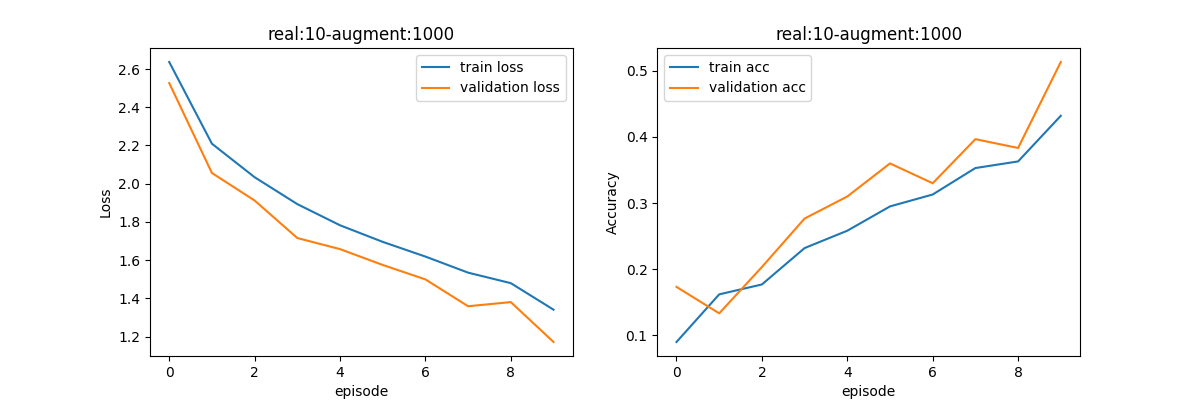 real:10-augment:1000
train loss
validation loss
2.6
2.4
2.2
2.0
1.8
1.6
1.4
1.2
Loss
0 2 4 6 8
episode
real:10-augment:1000
train acc
validation acc
0.5
0.4
0.3
0.2
0.1
Accuracy
0 2 4 6 8
episode